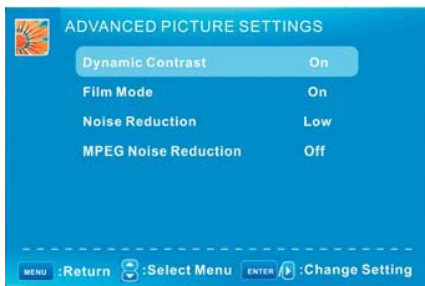 ADVANCED PICTURE SETTINGS
Dynamic Contrast On
Film Mode On
Noise Reduction Low
MPEG Noise Reduction Off
MENU :Return :Select Menu ENTER / :Change Setting